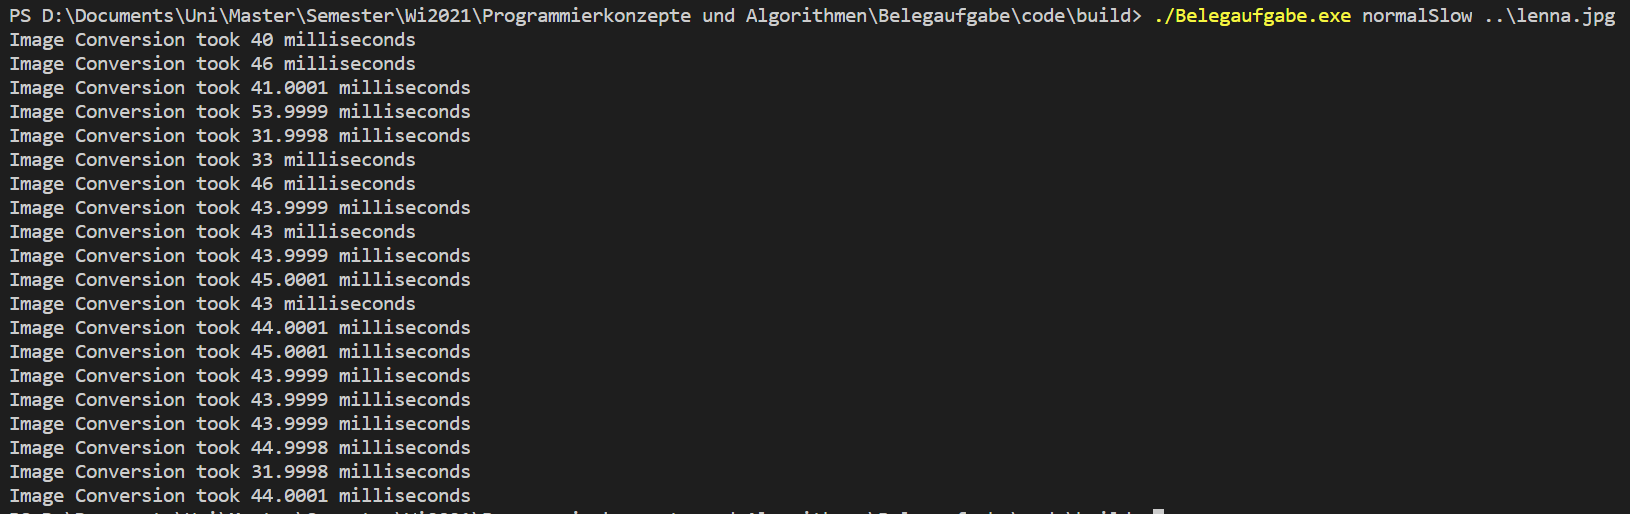 PS D:\Documents\Uni\Master\Semester\Wi2021\Programmierkonzepte und Algorithmen\Belegaufgabe\code\build> ./Belegaufgabe.exe normalSlow ..\lenna.jpg
Image Conversion took 40 milliseconds
Image Conversion took 46 milliseconds
Image Conversion took 41.0001 milliseconds
Image Conversion took 53.9999 milliseconds
Image Conversion took 31.9998 milliseconds
Image Conversion took 33 milliseconds
Image Conversion took 46 milliseconds
Image Conversion took 43.9999 milliseconds
Image Conversion took 43 milliseconds
Image Conversion took 43.9999 milliseconds
Image Conversion took 45.0001 milliseconds
Image Conversion took 43 milliseconds
Image Conversion took 44.0001 milliseconds
Image Conversion took 45.0001 milliseconds
Image Conversion took 43.9999 milliseconds
Image Conversion took 43.9999 milliseconds
Image Conversion took 43.9999 milliseconds
Image Conversion took 44.9998 milliseconds
Image Conversion took 31.9998 milliseconds
Image Conversion took 44.0001 milliseconds